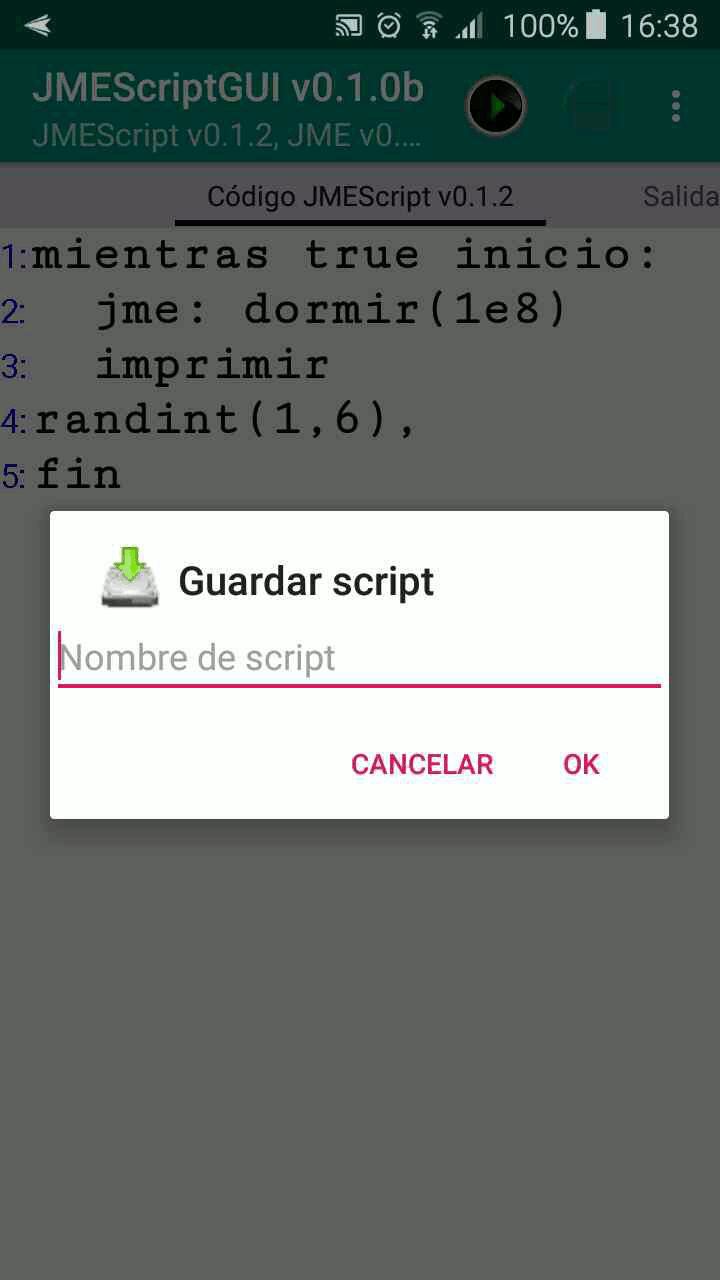 100% 16:38
JMEScriptGUI v0.1.0b
JMEScript v0.1.2, JME v0....
Código JMEScript v0.1.2 Salida
1:mientras true inicio:
2: jme: dormir(1e8)
3: imprimir
4:randint(1,6),
5:fin
Guardar script
Nombre de script
CANCELAR OK